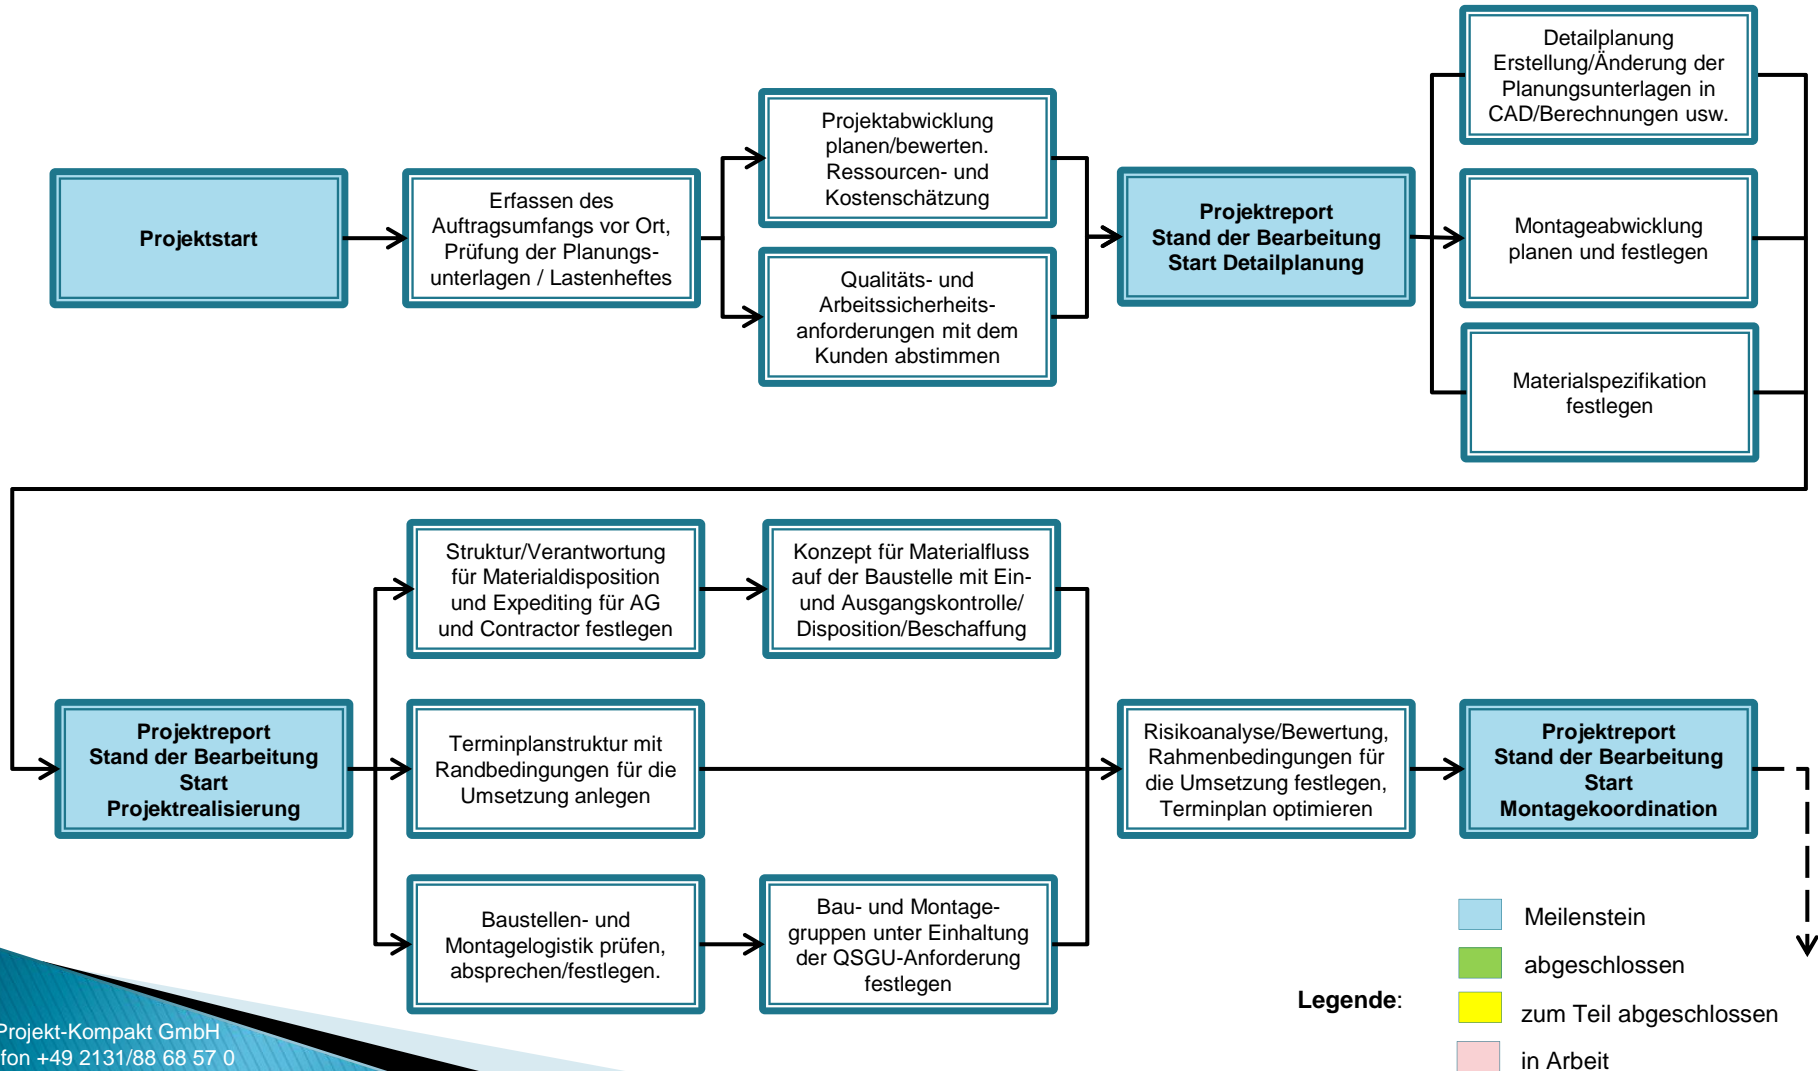 Projektstart
Erfassen des
Auftragsumfangs vor Ort,
Prüfung der Planungs-
unterlagen / Lastenheftes
Projektabwicklung
planen/bewerten.
Ressourcen- und
Kostenschätzung
Qualitäts- und
Arbeitssicherheits-
anforderungen mit dem
Kunden abstimmen
Projektreport
Stand der Bearbeitung
Start Detailplanung
Detailplanung
Erstellung/Änderung der
Planungsunterlagen in
CAD/Berechnungen usw.
Montageabwicklung
planen und festlegen
Materialspezifikation
festlegen
Projektreport
Stand der Bearbeitung
Start
Projektrealisierung
Struktur/Verantwortung
für Materialdisposition
und Expediting für AG
und Contractor festlegen
Konzept für Materialfluss
auf der Baustelle mit Ein-
und Ausgangskontrolle/
Disposition/Beschaffung
Terminplanstruktur mit
Randbedingungen für die
Umsetzung anlegen
Baustellen- und
Montagelogistik prüfen,
absprechen/festlegen.
Bau- und Montage-
gruppen unter Einhaltung
der QSGU-Anforderung
festlegen
Risikoanalyse/Bewertung,
Rahmenbedingungen für
die Umsetzung festlegen,
Terminplan optimieren
Projektreport
Stand der Bearbeitung
Start
Montagekoordination
Legende:
Meilenstein
abgeschlossen
zum Teil abgeschlossen
in Arbeit
Projekt-Kompakt GmbH
fon +49 2131/88 68 57 0